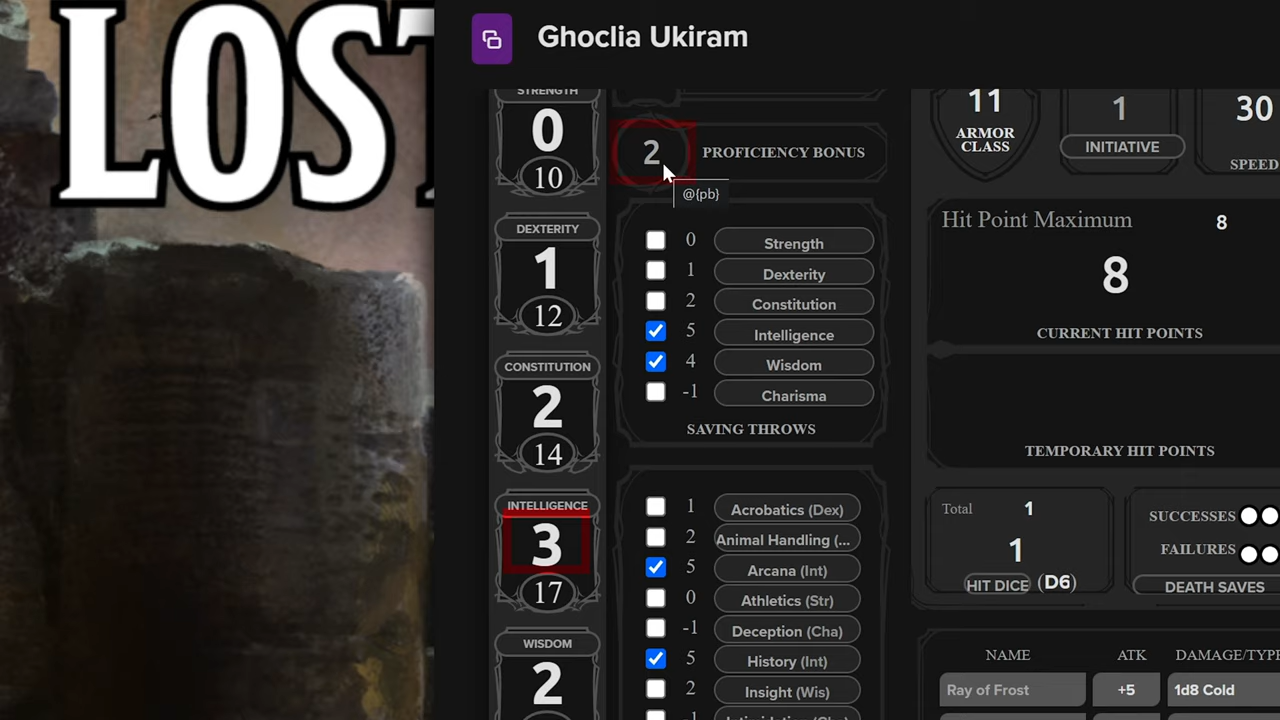 LOST
Ghoclia Ukiram
STRENGTH
0
10
DEXTERITY
1
12
CONSTITUTION
2
14
INTELLIGENCE
3
17
WISDOM
2
2 PROFICIENCY BONUS
@{pb}
0 Strength
1 Dexterity
2 Constitution
5 Intelligence
4 Wisdom
-1 Charisma
SAVING THROWS
1 Acrobatics (Dex)
2 Animal Handling (...
5 Arcana (Int)
0 Athletics (Str)
-1 Deception (Cha)
5 History (Int)
2 Insight (Wis)
11
ARMOR
CLASS
1
INITIATIVE
30
SPEED
Hit Point Maximum 8
8
CURRENT HIT POINTS
TEMPORARY HIT POINTS
Total 1
1
HIT DICE (D6)
SUCCESSES
FAILURES
DEATH SAVES
NAME ATK DAMAGE/TYPE
Ray of Frost +5 1d8 Cold